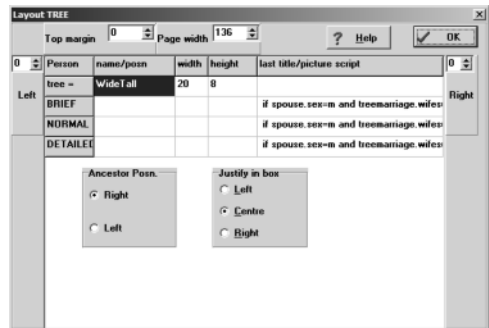 Layout TREE
Top margin 0 Page width 136 ? Help OK
0 Person name/posn width height last title/picture script 0
Left tree = WideTall 20 8 Right
BRIEF if spouse.sex=m and treemarriage.wifes
NORMAL if spouse.sex=m and treemarriage.wifes
DETAILED if spouse.sex=m and treemarriage.wifes
Ancestor Posn. Justify in box
Right Left
Centre
Left Right